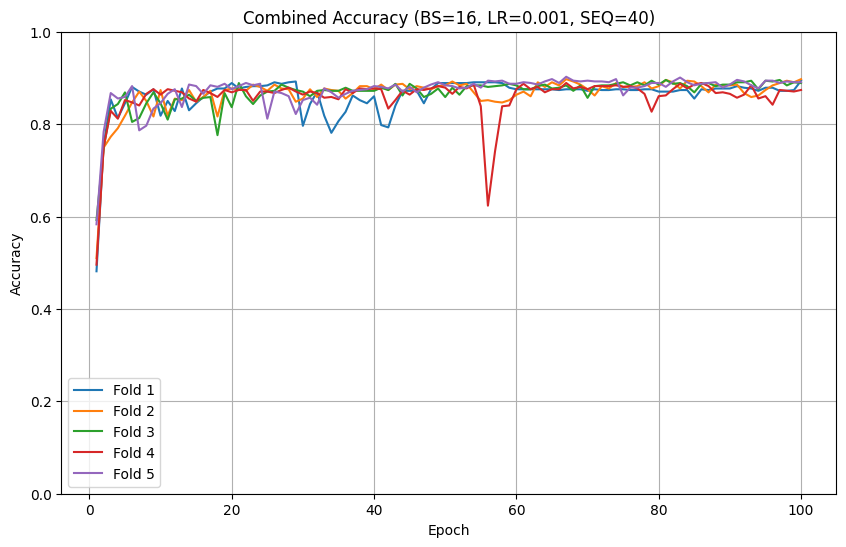 Combined Accuracy (BS=16, LR=0.001, SEQ=40)
1.0
0.8
0.6
0.4
0.2
0.0
Accuracy
Fold 1
Fold 2
Fold 3
Fold 4
Fold 5
0 20 40 60 80 100
Epoch